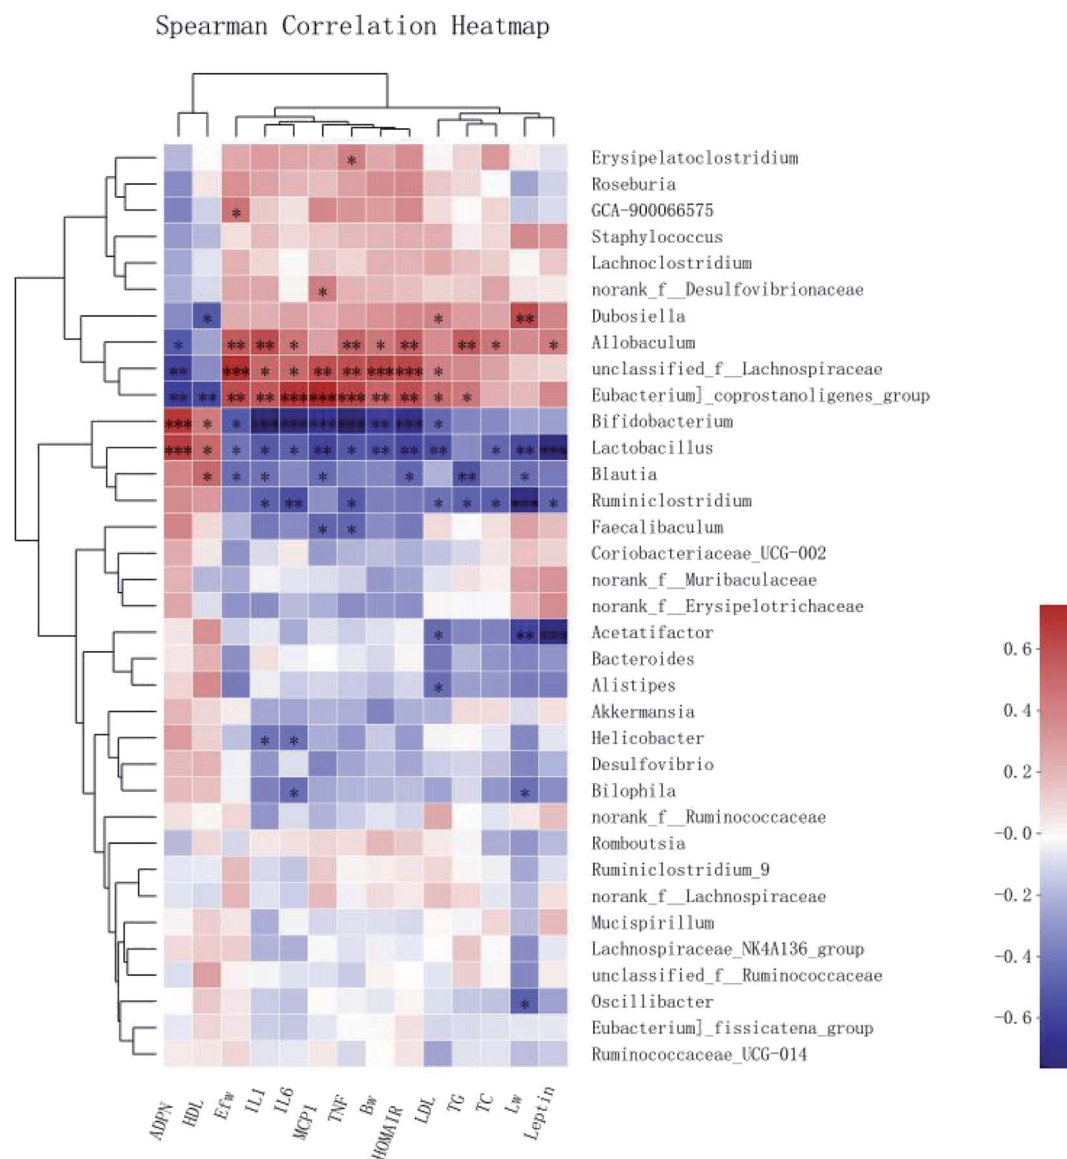 Spearman Correlation Heatmap
Erysipelatoclostridium
Roseburia
GCA-900066575
Staphylococcus
Lachnoclostridium
norank_f__Desulfovibrionaceae
Dubosiella
Allobaculum
unclassified_f__Lachnospiraceae
Eubacterium]_coprostanoligenes_group
Bifidobacterium
Lactobacillus
Blautia
Ruminiclostridium
Faecalibaculum
Coriobacteriaceae_UCG-002
norank_f__Muribaculaceae
norank_f__Erysipelotrichaceae
Acetatifactor
Bacteroides
Alistipes
Akkermansia
Helicobacter
Desulfovibrio
Bilophila
norank_f__Ruminococcaceae
Romboutsia
Ruminiclostridium_9
norank_f__Lachnospiraceae
Mucispirillum
Lachnospiraceae_NK4A136_group
unclassified_f__Ruminococcaceae
Oscillibacter
Eubacterium]_fissicatena_group
Ruminococcaceae_UCG-014
0.6
0.4
0.2
-0.0
-0.2
-0.4
-0.6
ADPN
HDL
Efw
IL1
IL6
MCP1
TNF
Bw
HOMAIR
LDL
TG
TC
Lw
Leptin